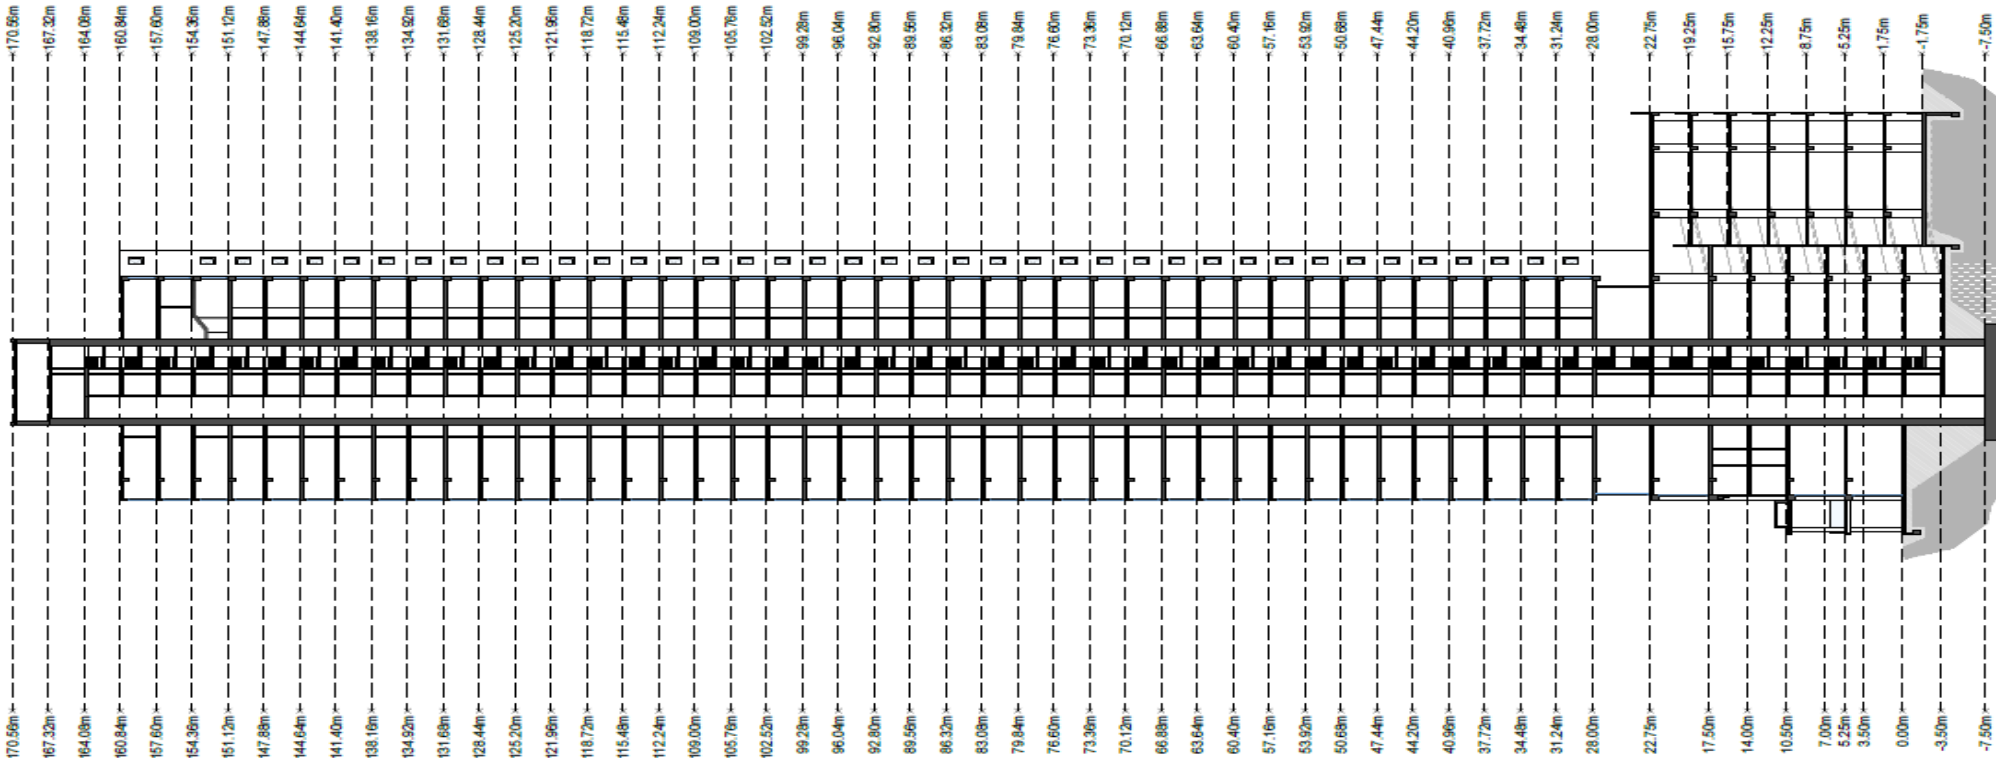 170.56m
167.32m
164.08m
160.84m
157.60m
154.36m
151.12m
147.88m
144.64m
141.40m
138.16m
134.92m
131.68m
128.44m
125.20m
121.96m
118.72m
115.48m
112.24m
109.00m
105.76m
102.52m
99.28m
96.04m
92.80m
89.56m
86.32m
83.08m
79.84m
76.60m
73.36m
70.12m
66.88m
63.64m
60.40m
57.16m
53.92m
50.68m
47.44m
44.20m
40.96m
37.72m
34.48m
31.24m
28.00m
22.75m
19.25m
15.75m
12.25m
8.75m
5.25m
1.75m
-1.75m
-7.50m
170.56m
167.32m
164.08m
160.84m
157.60m
154.36m
151.12m
147.88m
144.64m
141.40m
138.16m
134.92m
131.68m
128.44m
125.20m
121.96m
118.72m
115.48m
112.24m
109.00m
105.76m
102.52m
99.28m
96.04m
92.80m
89.56m
86.32m
83.08m
79.84m
76.60m
73.36m
70.12m
66.88m
63.64m
60.40m
57.16m
53.92m
50.68m
47.44m
44.20m
40.96m
37.72m
34.48m
31.24m
28.00m
22.75m
17.50m
14.00m
10.50m
7.00m
5.25m
3.50m
0.00m
-3.50m
-7.50m